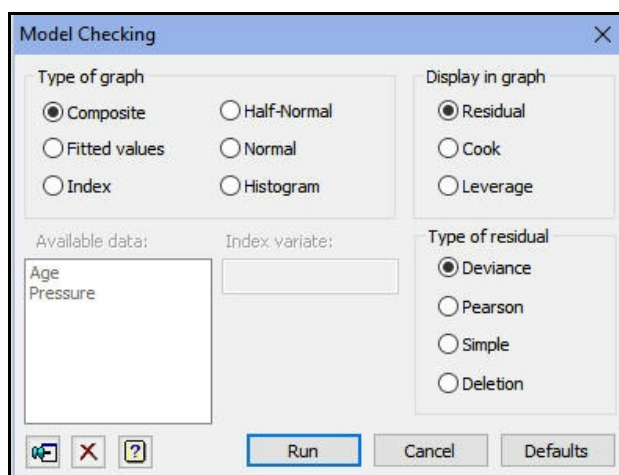 Model Checking
Type of graph
Composite
Half-Normal
Fitted values
Normal
Index
Histogram
Display in graph
Residual
Cook
Leverage
Available data:
Index variate:
Age
Pressure
Type of residual
Deviance
Pearson
Simple
Deletion
?
Run
Cancel
Defaults